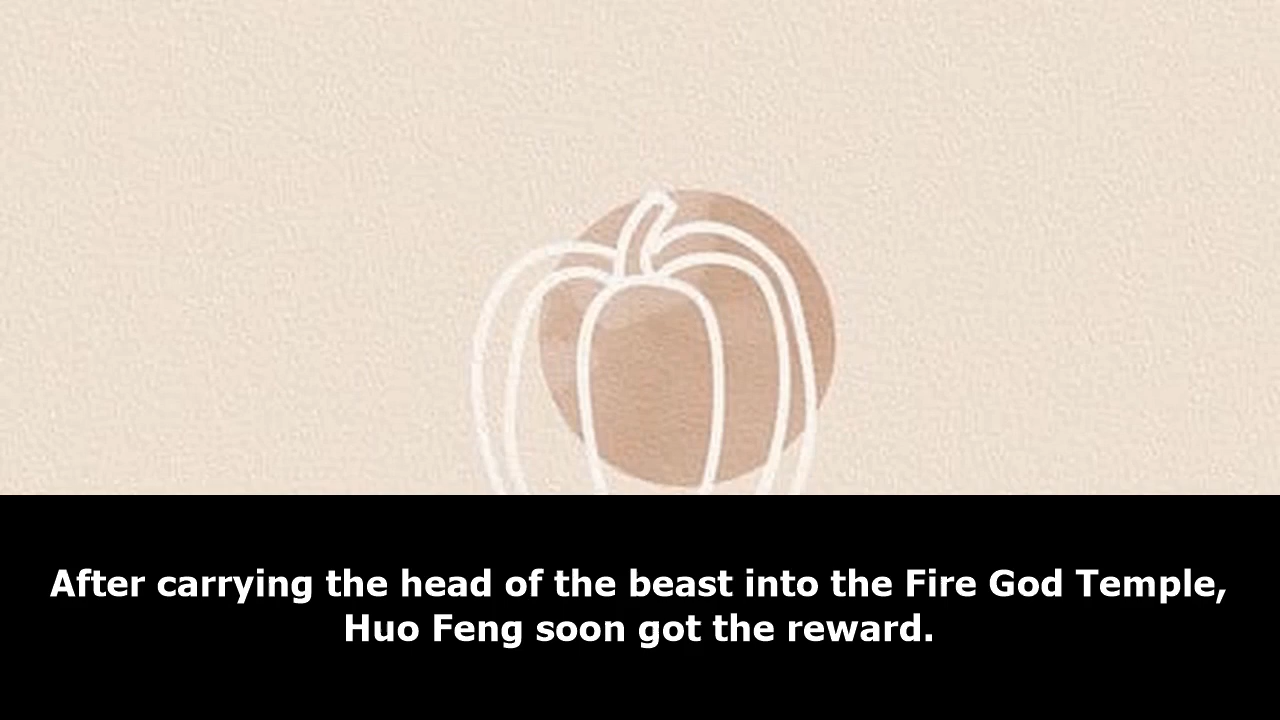 After carrying the head of the beast into the Fire God Temple,
Huo Feng soon got the reward.